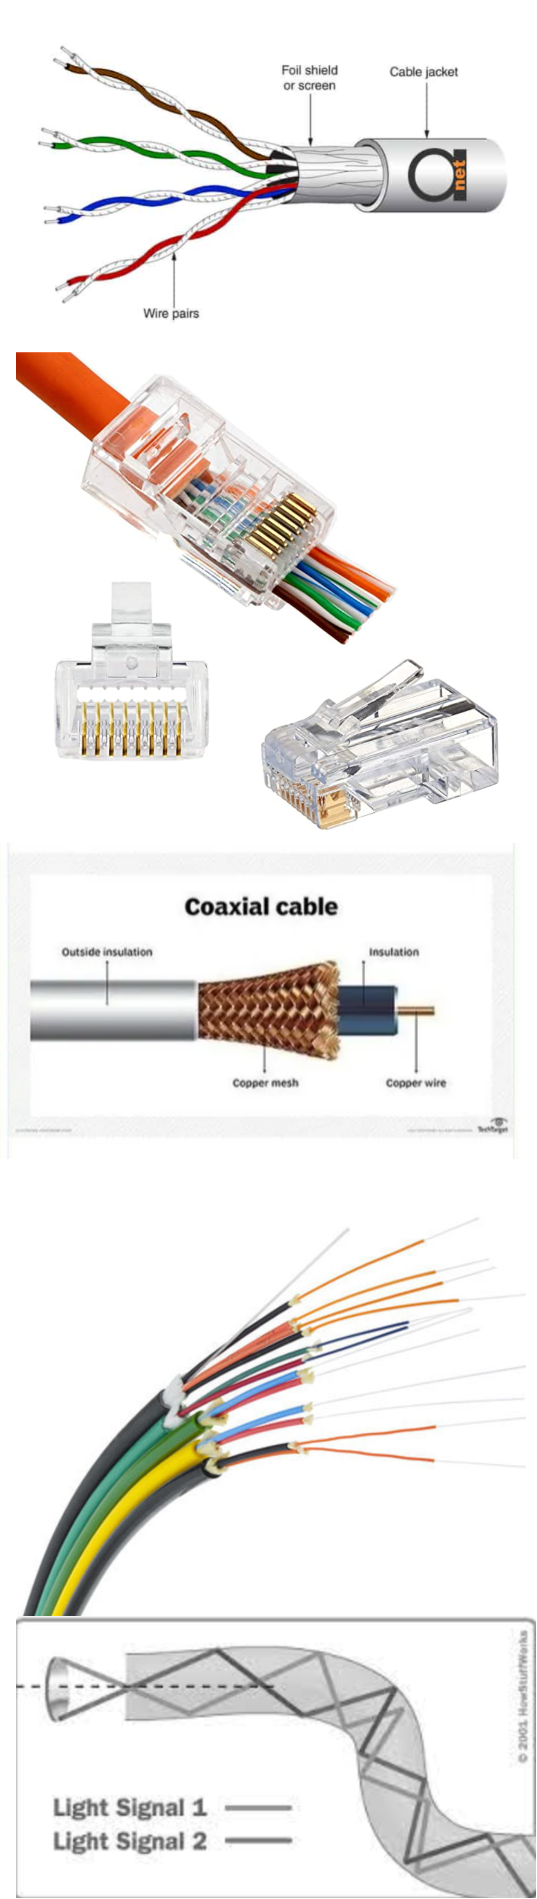 Foil shield
or screen
Cable jacket
a
net
Wire pairs
Coaxial cable
Outside insulation
Insulation
Copper mesh
Copper wire
TechTarget
© 2001 HowStuffWorks
Light Signal 1
Light Signal 2